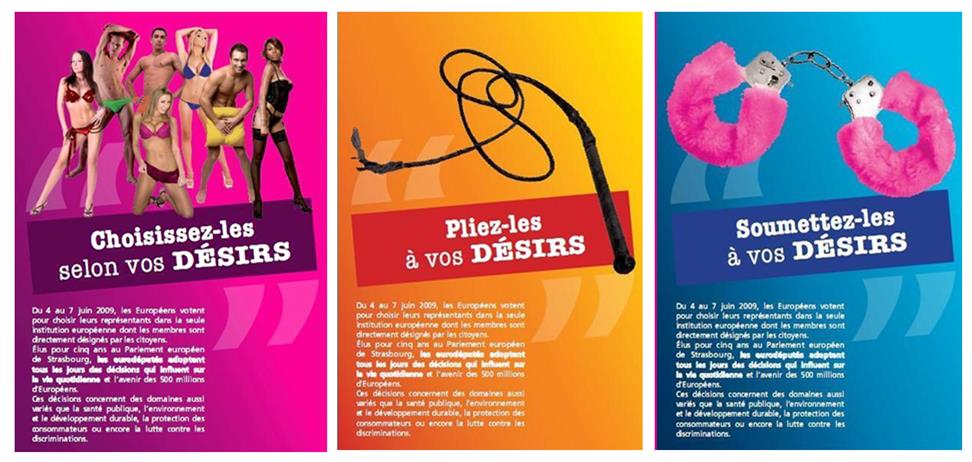 Choisissez-les
selon vos DÉSIRS
Du 4 au 7 juin 2009, les Européens votent
pour choisir leurs représentants dans la seule
institution européenne dont les membres sont
directement désignés par les citoyens.
Élus pour cinq ans au Parlement européen
de Strasbourg, les eurodéputés adoptent
tous les jours des décisions qui influent sur
la vie quotidienne et l'avenir des 500 millions
d'Européens.
Ces décisions concernent des domaines aussi
variés que la santé publique, l'environnement
et le développement durable, la protection des
consommateurs ou encore la lutte contre les
discriminations.
Pliez-les
à vos DÉSIRS
Du 4 au 7 juin 2009, les Européens votent
pour choisir leurs représentants dans la seule
institution européenne dont les membres sont
directement désignés par les citoyens.
Élus pour cinq ans au Parlement européen
de Strasbourg, les eurodéputés adoptent
tous les jours des décisions qui influent sur
la vie quotidienne et l'avenir des 500 millions
d'Européens.
Ces décisions concernent des domaines aussi
variés que la santé publique, l'environnement
et le développement durable, la protection des
consommateurs ou encore la lutte contre les
discriminations.
Soumettez-les
à vos DÉSIRS
Du 4 au 7 juin 2009, les Européens votent
pour choisir leurs représentants dans la seule
institution européenne dont les membres sont
directement désignés par les citoyens.
Élus pour cinq ans au Parlement européen
de Strasbourg, les eurodéputés adoptent
tous les jours des décisions qui influent sur
la vie quotidienne et l'avenir des 500 millions
d'Européens.
Ces décisions concernent des domaines aussi
variés que la santé publique, l'environnement
et le développement durable, la protection des
consommateurs ou encore la lutte contre les
discriminations.